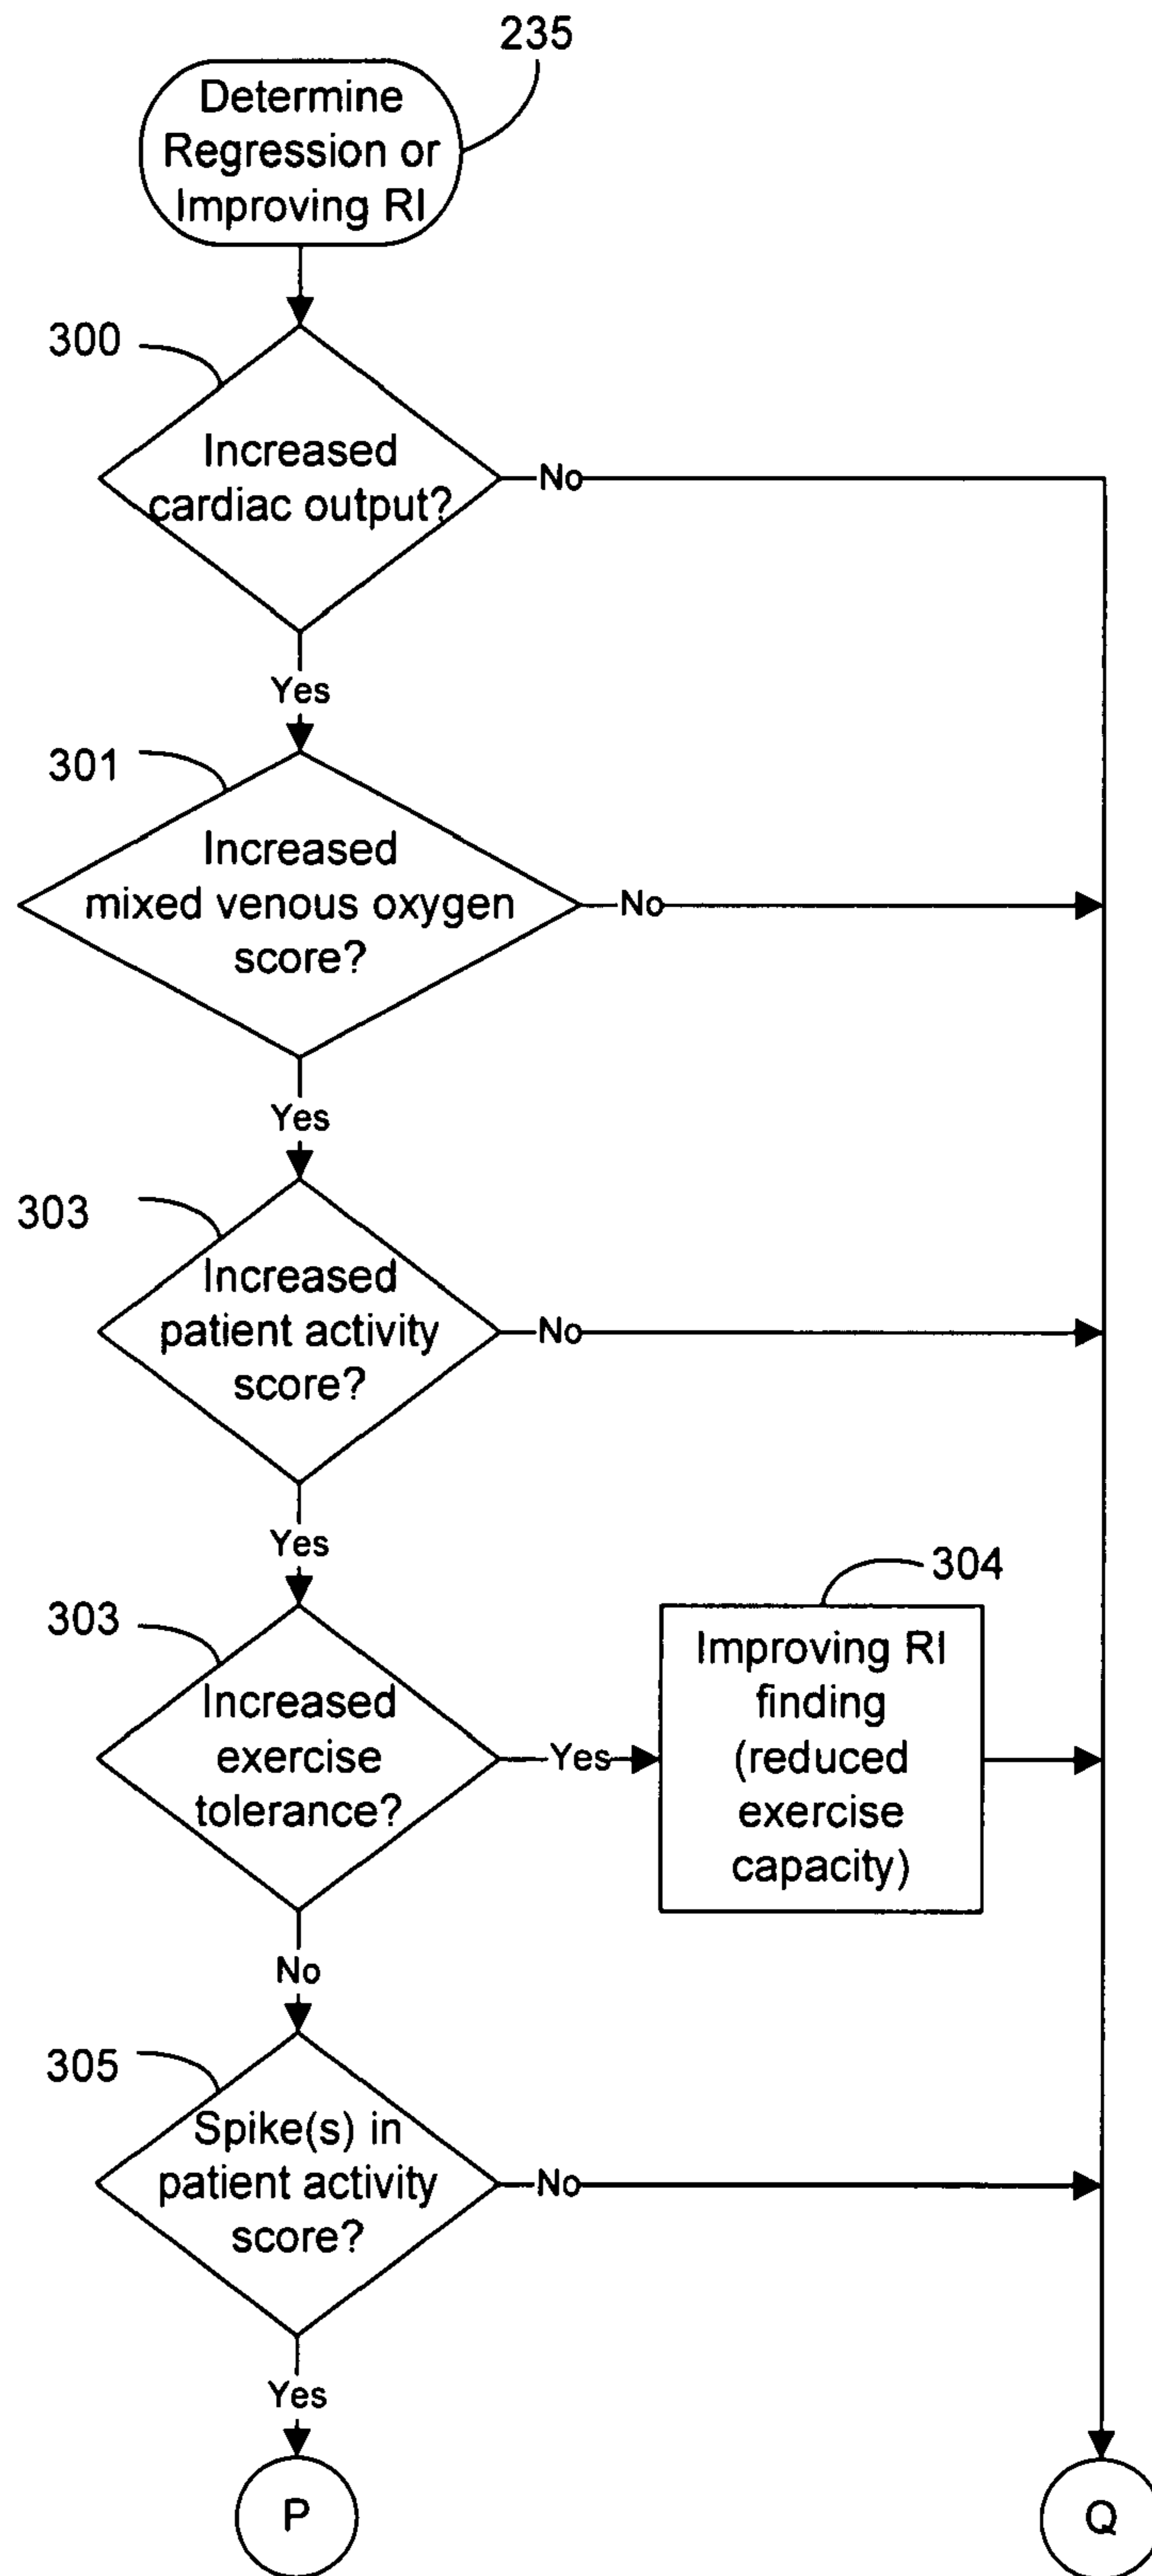 235
Determine
Regression or
Improving RI
300
Increased
cardiac output?
No
Yes
301
Increased
mixed venous oxygen
score?
No
Yes
303
Increased
patient activity
score?
No
Yes
303
Increased
exercise
tolerance?
Yes
304
Improving RI
finding
(reduced
exercise
capacity)
No
305
Spike(s) in
patient activity
score?
No
Yes
P
Q